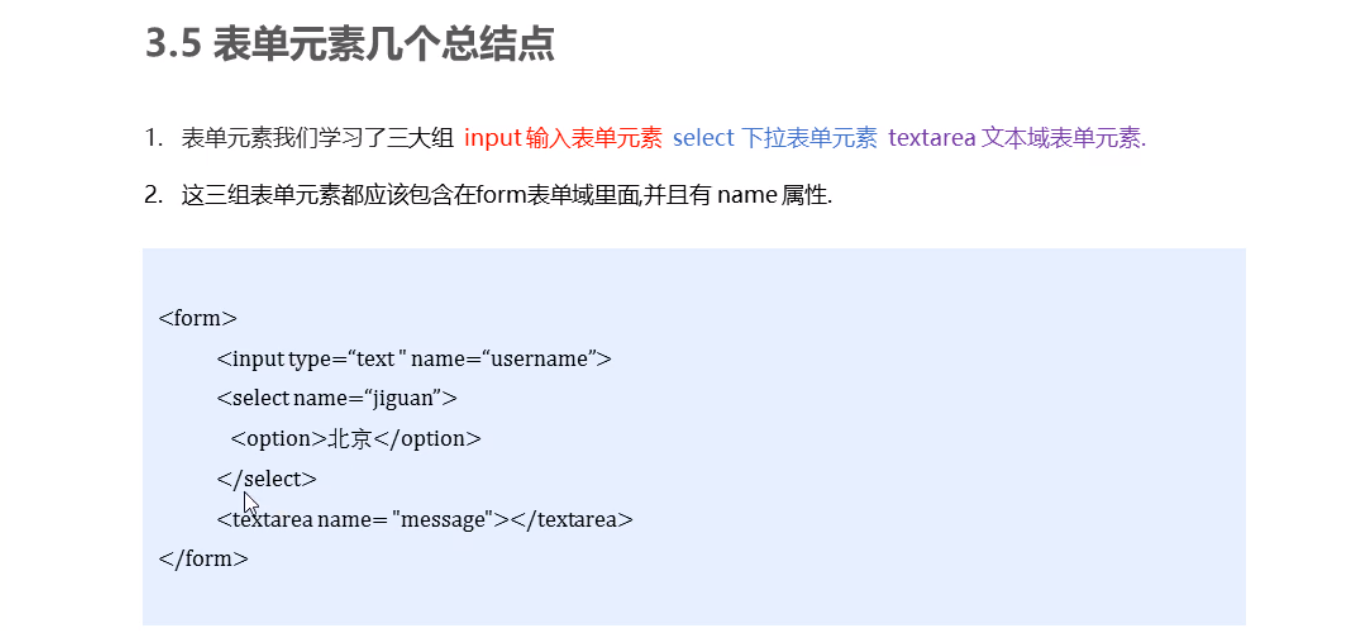 3.5 表单元素几个总结点
1. 表单元素我们学习了三大组 input 输入表单元素 select 下拉表单元素 textarea 文本域表单元素.
2. 这三组表单元素都应该包含在form表单域里面,并且有 name 属性.
<form>
<input type=“text " name=“username”>
<select name=“jiguan”>
<option>北京</option>
</select>
<textarea name= "message"></textarea>
</form>